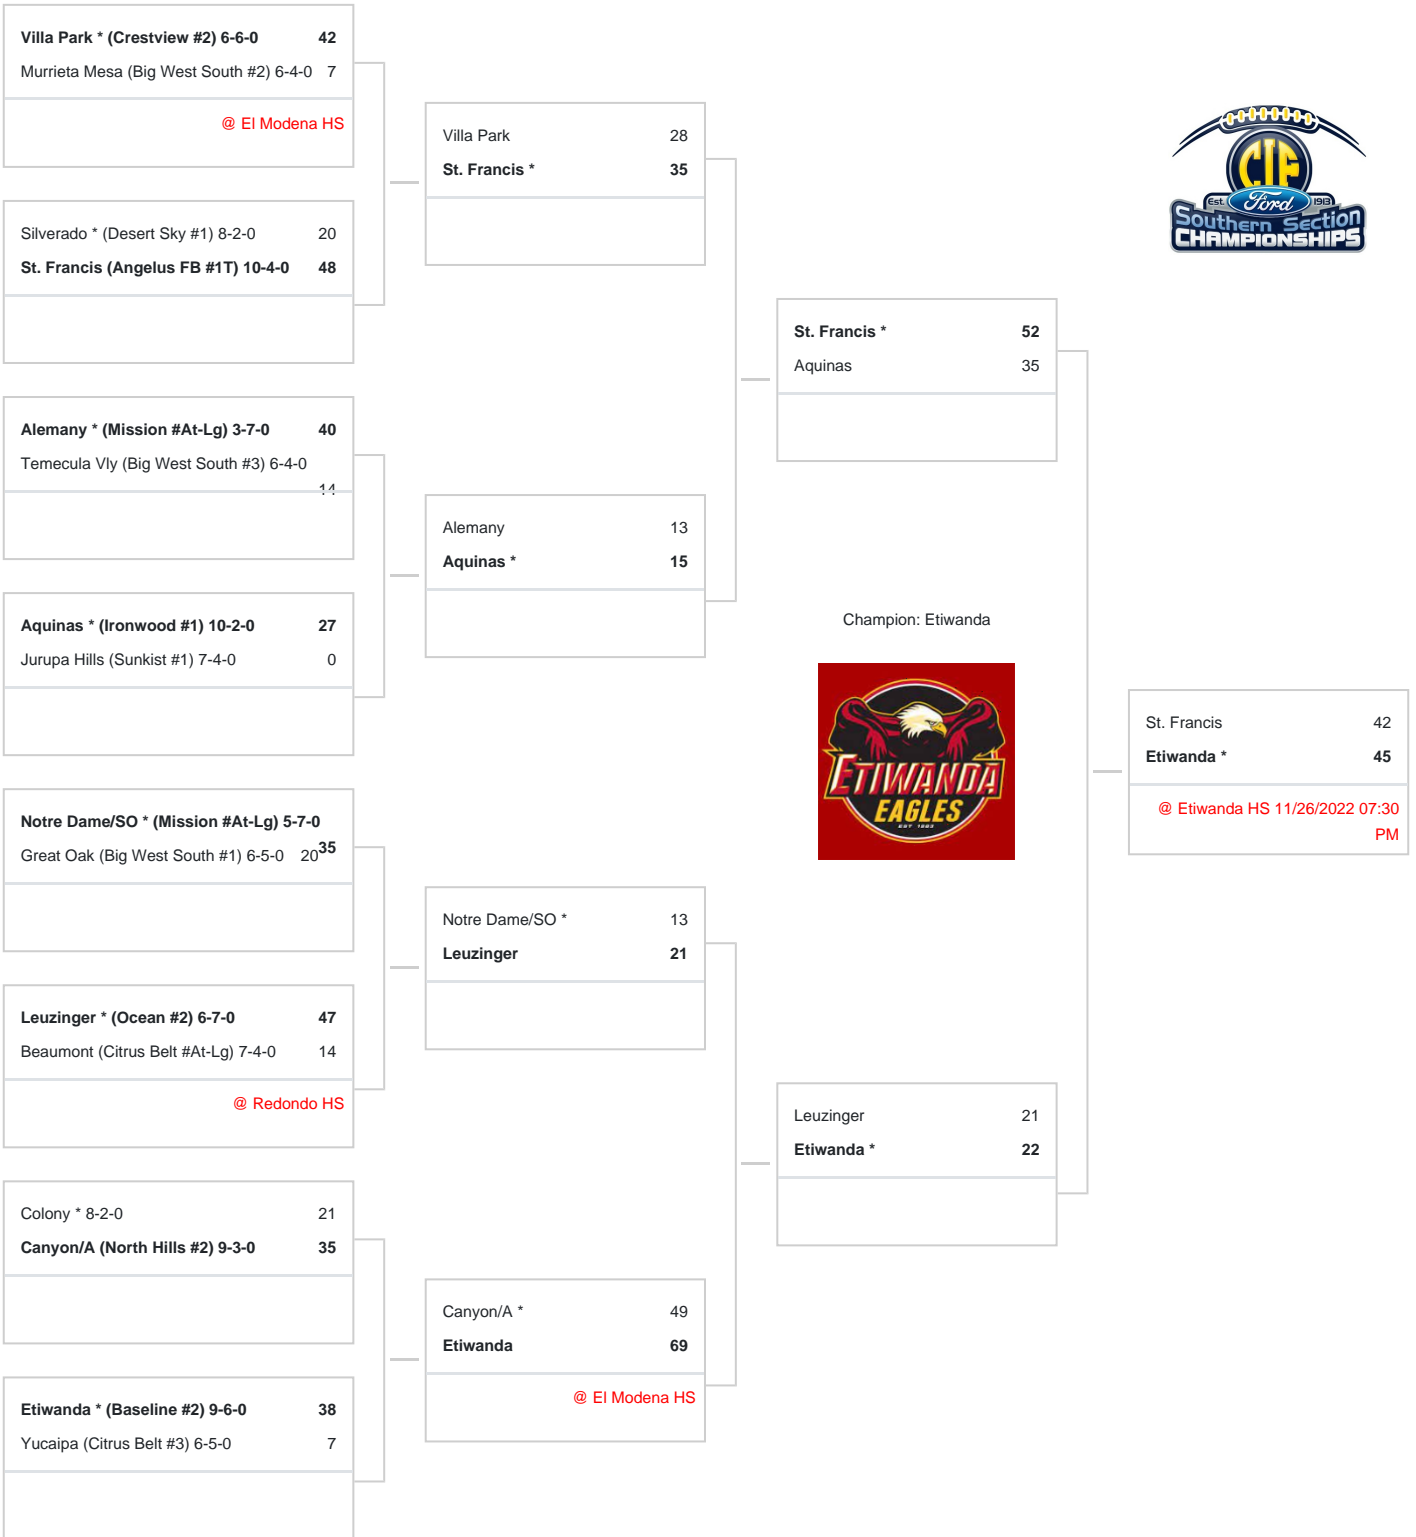 Villa Park * (Crestview #2) 6-6-0 42
Murrieta Mesa (Big West South #2) 6-4-0 7
@ El Modena HS
Silverado * (Desert Sky #1) 8-2-0 20
St. Francis (Angelus FB #1T) 10-4-0 48
Alemany * (Mission #At-Lg) 3-7-0 40
Temecula Vly (Big West South #3) 6-4-0
14
Aquinas * (Ironwood #1) 10-2-0 27
Jurupa Hills (Sunkist #1) 7-4-0 0
Notre Dame/SO * (Mission #At-Lg) 5-7-0
35
Great Oak (Big West South #1) 6-5-0 20
Leuzinger * (Ocean #2) 6-7-0 47
Beaumont (Citrus Belt #At-Lg) 7-4-0 14
@ Redondo HS
Colony * 8-2-0 21
Canyon/A (North Hills #2) 9-3-0 35
Etiwanda * (Baseline #2) 9-6-0 38
Yucaipa (Citrus Belt #3) 6-5-0 7
Villa Park 28
St. Francis * 35
Alemany 13
Aquinas * 15
Notre Dame/SO * 13
Leuzinger 21
Canyon/A * 49
Etiwanda 69
@ El Modena HS
St. Francis * 52
Aquinas 35
Leuzinger 21
Etiwanda * 22
Champion: Etiwanda
ETIWANDA
EAGLES
EST 1883
CIF
Est. Ford 1913
Southern Section
CHAMPIONSHIPS
St. Francis 42
Etiwanda * 45
@ Etiwanda HS 11/26/2022 07:30
PM